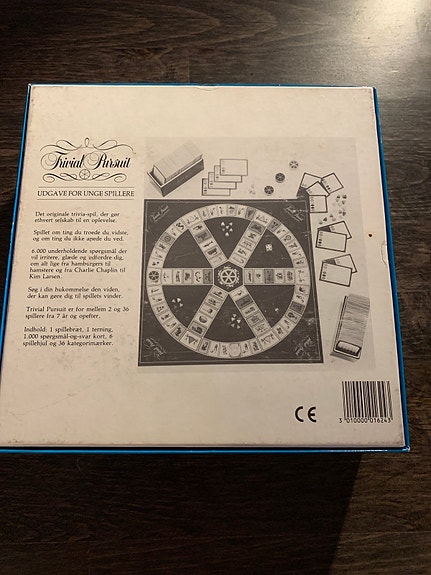 Trivial Pursuit
UDGAVE FOR UNGE SPILLERE
Det originale trivia-spil, der gør
ethvert selskab til en oplevelse.
Spillet om ting du troede du vidste,
og om ting du ikke anede du ved.
6.000 underholdende spørgsmål der
vil irritere, glæde og udfordre dig,
om alt lige fra hamburgers til
hamstere og fra Charlie Chaplin til
Kim Larsen.
Søg i din hukommelse den viden,
der kan gøre dig til spillets vinder.
Trivial Pursuit er for mellem 2 og 36
spillere fra 7 år og opefter.
Indhold: 1 spillebræt, 1 terning,
1.000 spørgsmål-og-svar kort, 6
spillehjul og 36 kategorimærker.
CE
3 010000 016243